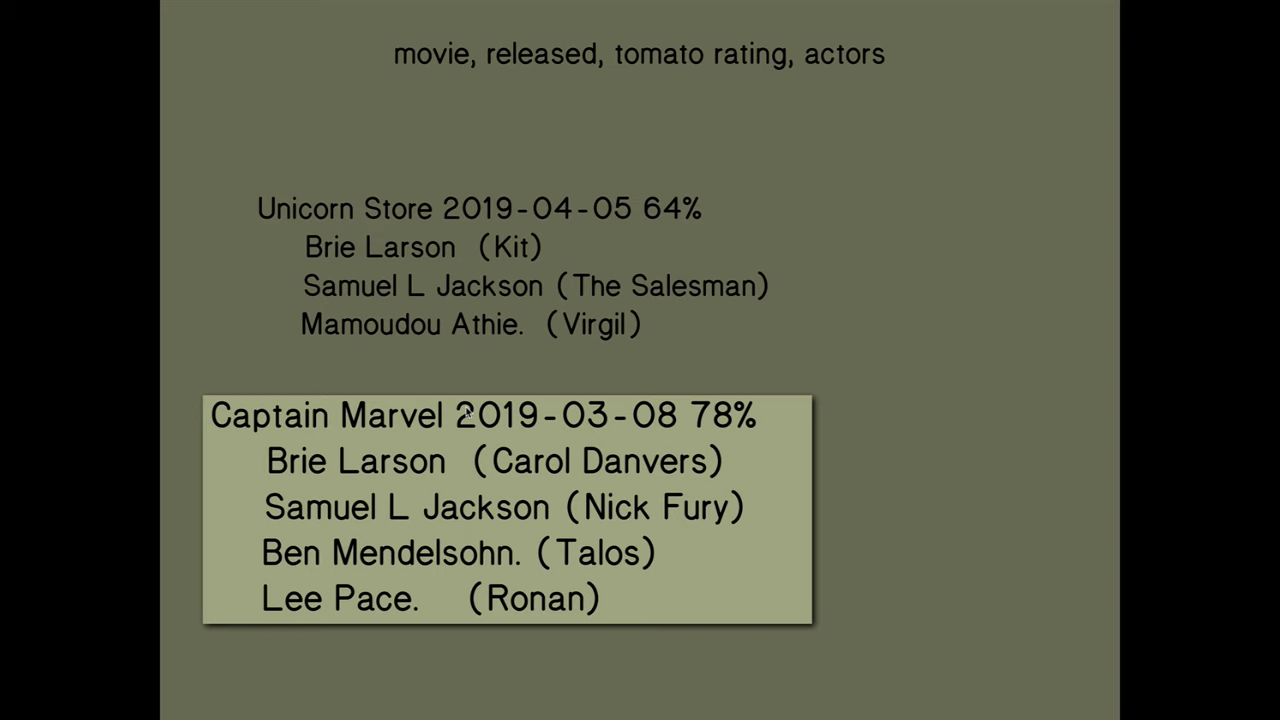 movie, released, tomato rating, actors
Unicorn Store 2019-04-05 64%
Brie Larson (Kit)
Samuel L Jackson (The Salesman)
Mamoudou Athie. (Virgil)
Captain Marvel 2019-03-08 78%
Brie Larson (Carol Danvers)
Samuel L Jackson (Nick Fury)
Ben Mendelsohn. (Talos)
Lee Pace. (Ronan)